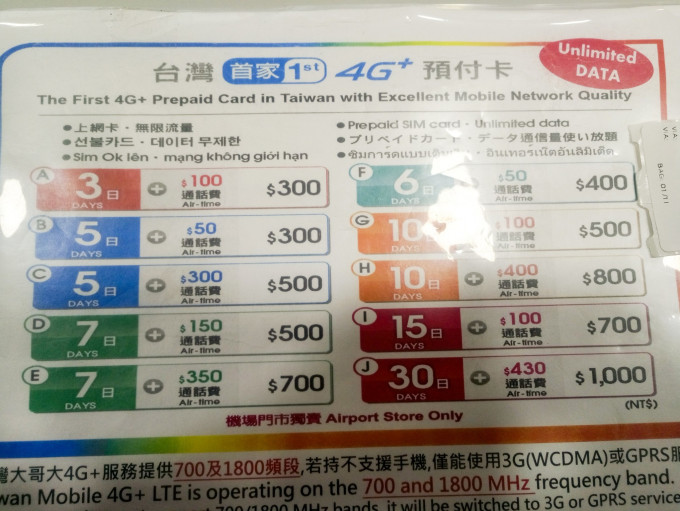 Unlimited
DATA
台灣 首家1st 4G+ 預付卡
The First 4G+ Prepaid Card in Taiwan with Excellent Mobile Network Quality
●上網卡・無限流量
●선불카드・데이터 무제한
●Sim Ok lên・mạng không giới hạn
●Prepaid SIM card・Unlimited data
●プリペイドカード・データ通信量使い放題
A 3日 DAYS + $100 通話費 Air-time $300
B 5日 DAYS + $50 通話費 Air-time $300
C 5日 DAYS + $300 通話費 Air-time $500
D 7日 DAYS + $150 通話費 Air-time $500
E 7日 DAYS + $350 通話費 Air-time $700
F 6日 DAYS $50 通話費 Air-time $400
G 10 DAYS 100 通話費 Air-time $500
H 10日 DAYS + $400 通話費 Air-time $800
I 15日 DAYS + $100 通話費 Air-time $700
J 30日 DAYS + $430 通話費 Air-time $1,000
(NT$)
機場門市獨賣 Airport Store Only
灣大哥大4G+服務提供700及1800頻段,若持不支援手機,僅能使用3G(WCDMA)或GPRS服
wan Mobile 4G+ LTE is operating on the 700 and 1800 MHz frequency band.
700/1800 MHz bands, it will be switched to 3G or GPRS service
VIA VIA